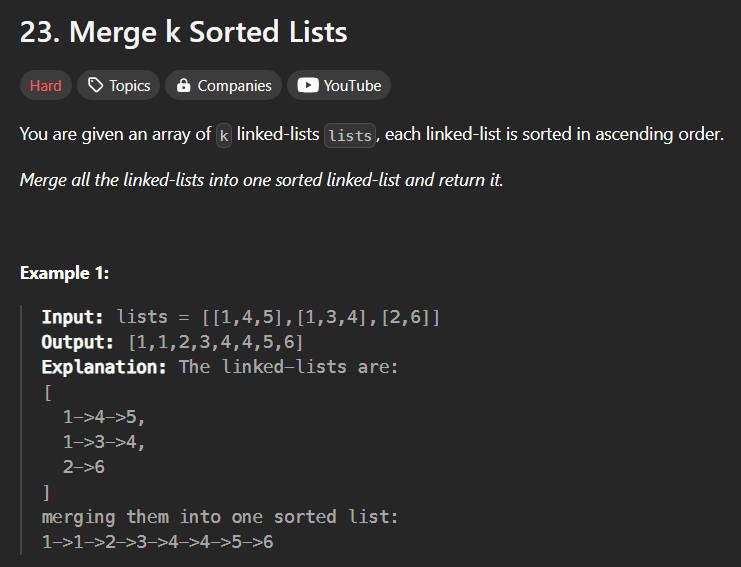 23. Merge k Sorted Lists
Hard Topics Companies YouTube
You are given an array of k linked-lists lists, each linked-list is sorted in ascending order.
Merge all the linked-lists into one sorted linked-list and return it.
Example 1:
Input: lists = [[1,4,5],[1,3,4],[2,6]]
Output: [1,1,2,3,4,4,5,6]
Explanation: The linked-lists are:
[
1->4->5,
1->3->4,
2->6
]
merging them into one sorted list:
1->1->2->3->4->4->5->6